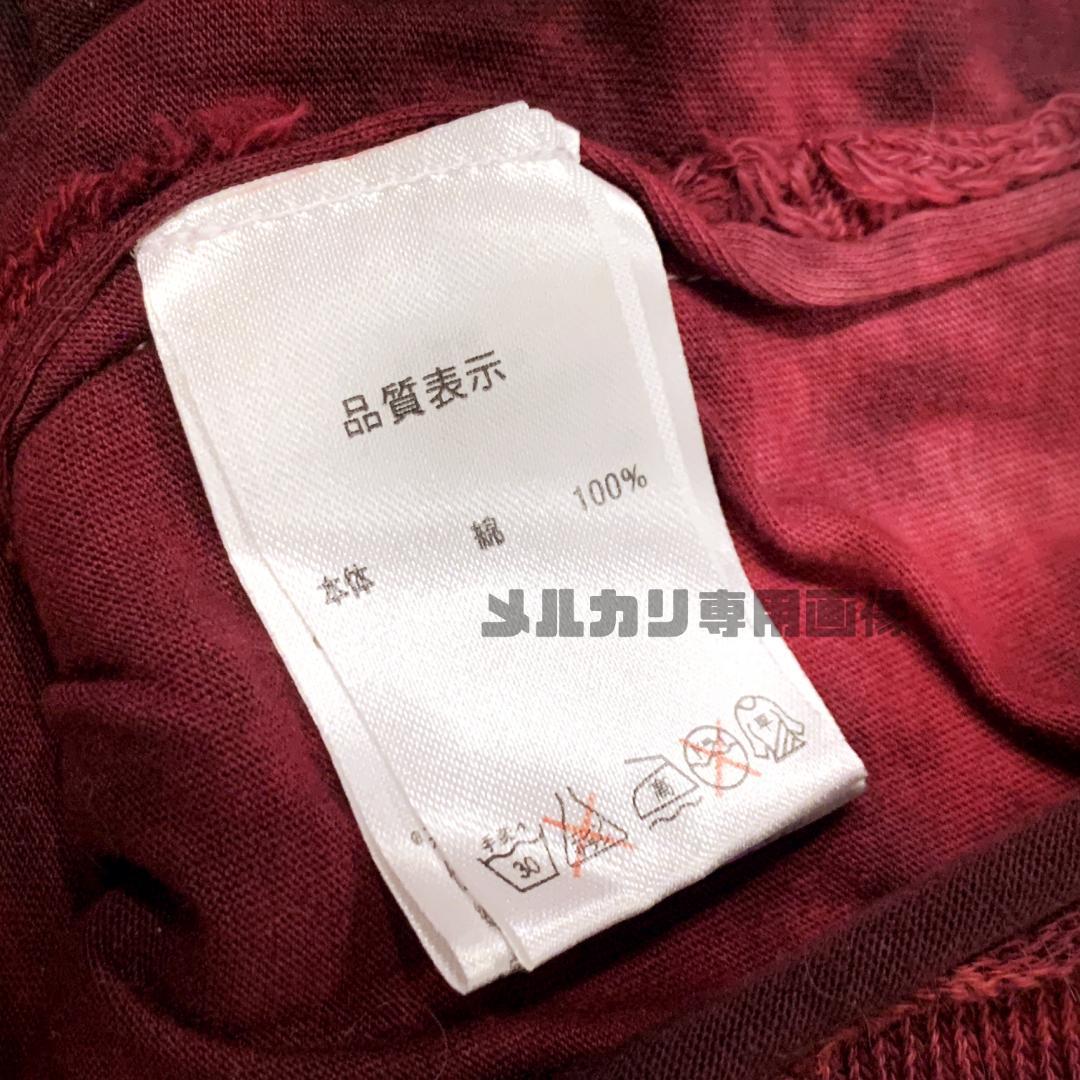 品質表示
本体 綿 100%
メルカリ専用画像
手洗イ
30
高